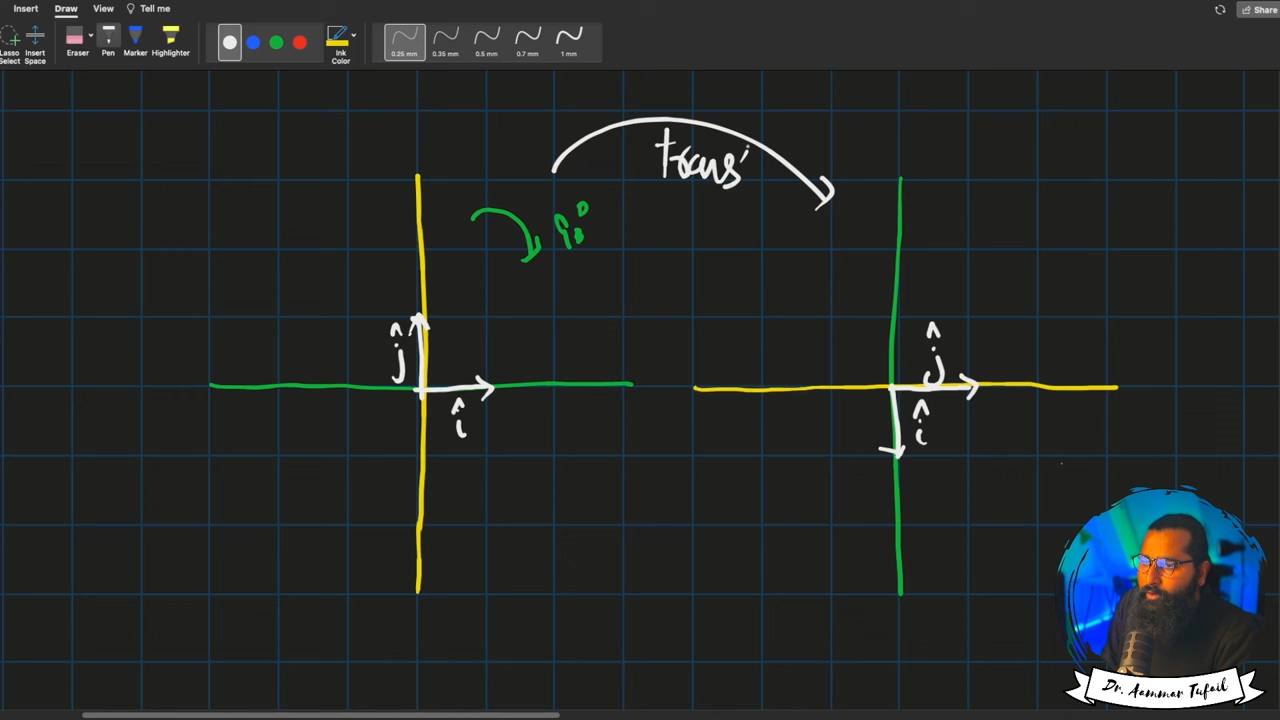 Insert Draw View Tell me Share
Lasso Select Insert Space Eraser Pen Marker Highlighter Ink Color 0.25 mm 0.35 mm 0.5 mm 0.7 mm 1 mm
trans'
90°
ĵ
î
ĵ
î
Dr. Aammar Tufail